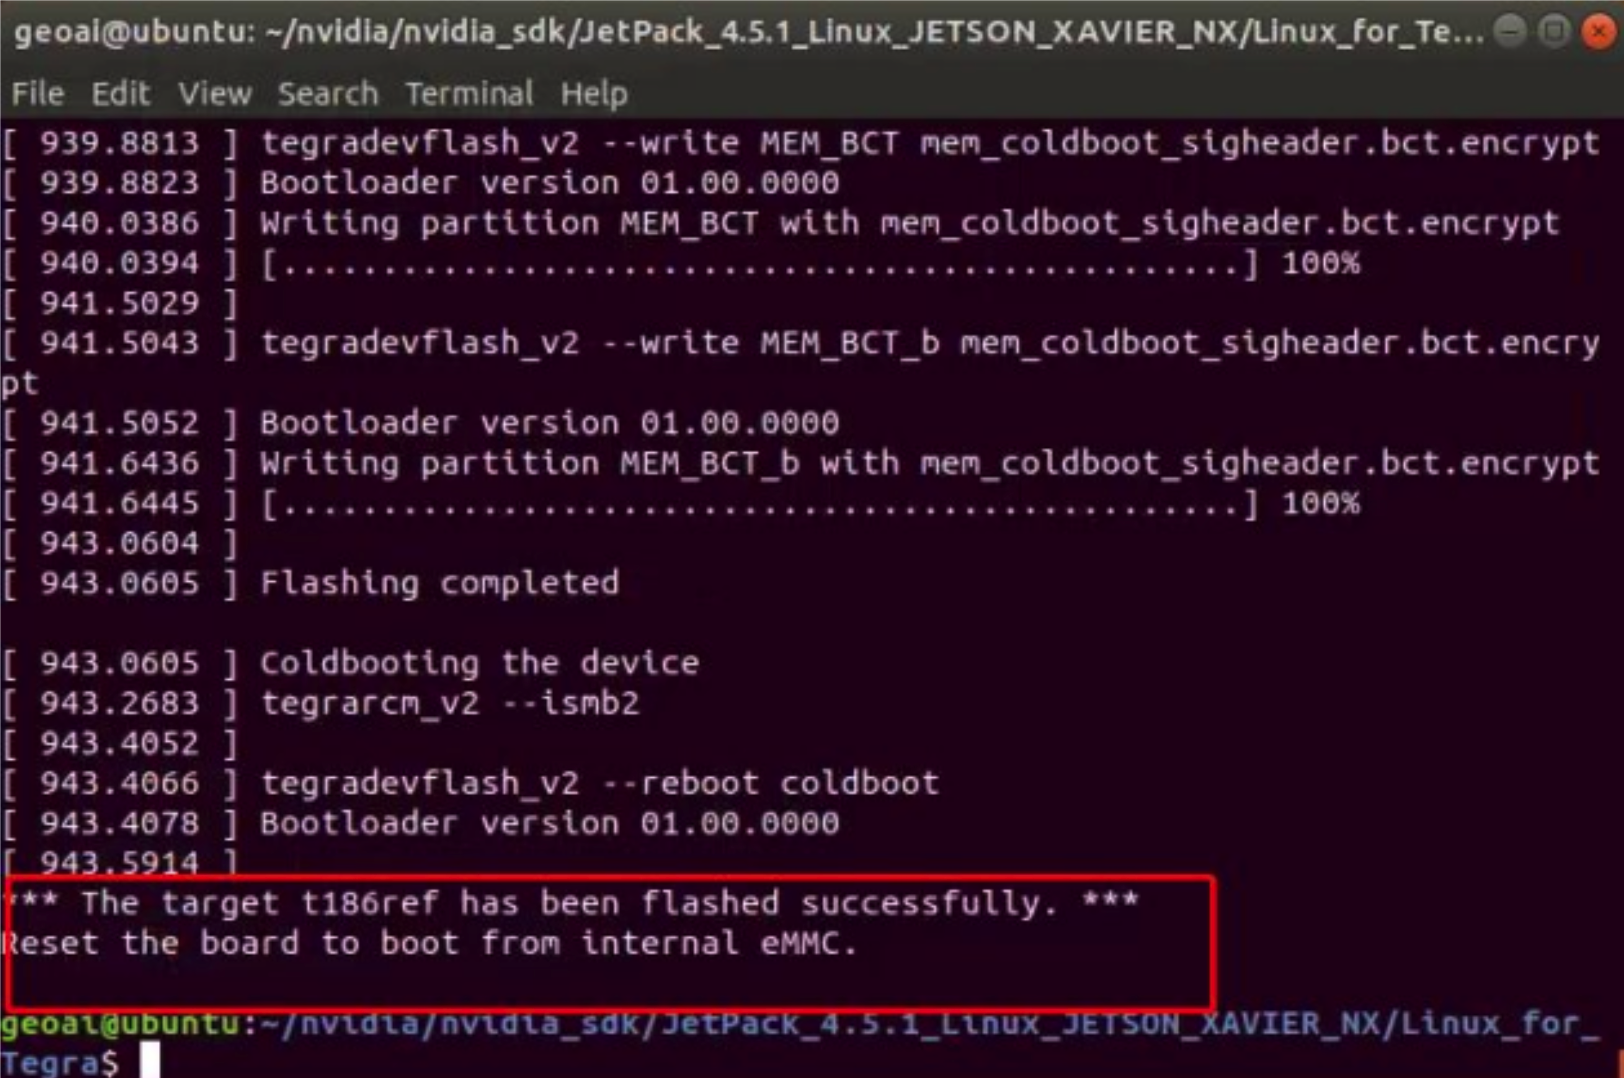 geoai@ubuntu: ~/nvidia/nvidia_sdk/JetPack_4.5.1_Linux_JETSON_XAVIER_NX/Linux_for_Te...
File Edit View Search Terminal Help
[ 939.8813 ] tegradevflash_v2 --write MEM_BCT mem_coldboot_sigheader.bct.encrypt
[ 939.8823 ] Bootloader version 01.00.0000
[ 940.0386 ] Writing partition MEM_BCT with mem_coldboot_sigheader.bct.encrypt
[ 940.0394 ] [................................................] 100%
[ 941.5029 ]
[ 941.5043 ] tegradevflash_v2 --write MEM_BCT_b mem_coldboot_sigheader.bct.encry
pt
[ 941.5052 ] Bootloader version 01.00.0000
[ 941.6436 ] Writing partition MEM_BCT_b with mem_coldboot_sigheader.bct.encrypt
[ 941.6445 ] [................................................] 100%
[ 943.0604 ]
[ 943.0605 ] Flashing completed
[ 943.0605 ] Coldbooting the device
[ 943.2683 ] tegrarcm_v2 --ismb2
[ 943.4052 ]
[ 943.4066 ] tegradevflash_v2 --reboot coldboot
[ 943.4078 ] Bootloader version 01.00.0000
[ 943.5914 ]
*** The target t186ref has been flashed successfully. ***
Reset the board to boot from internal eMMC.
geoai@ubuntu:~/nvidia/nvidia_sdk/JetPack_4.5.1_Linux_JETSON_XAVIER_NX/Linux_for_
Tegra$